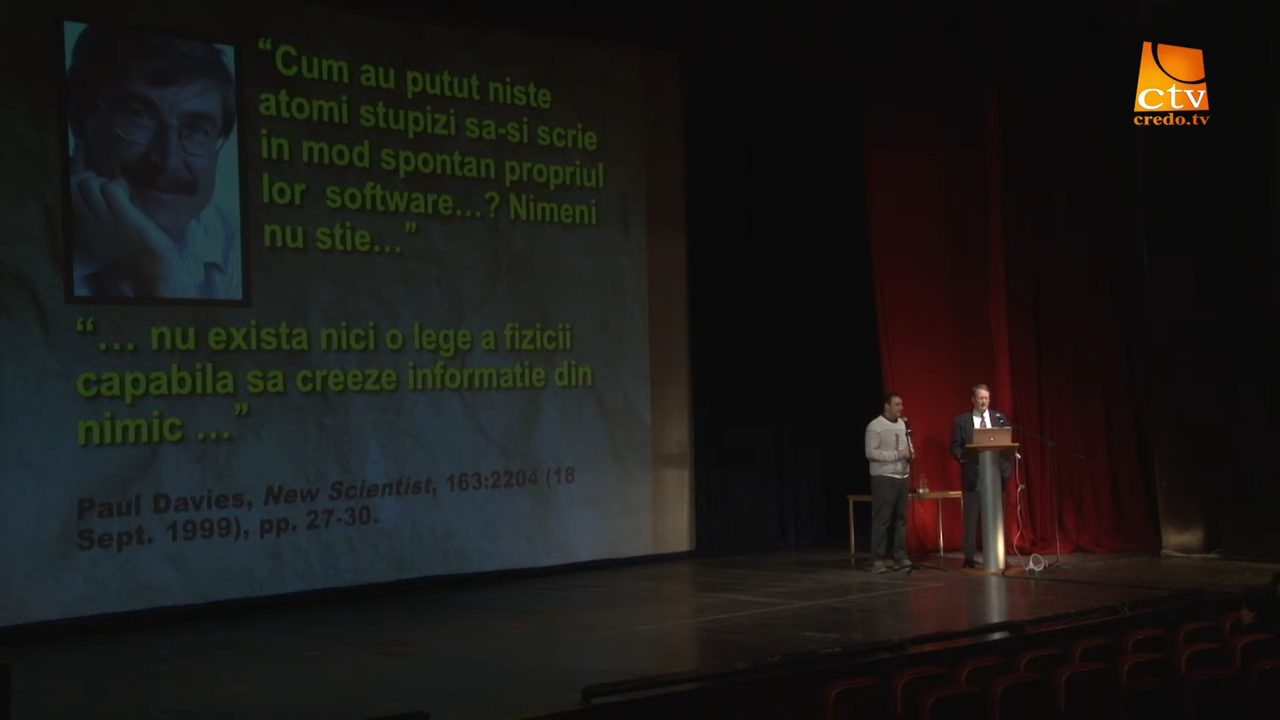 “Cum au putut niste
atomi stupizi sa-si scrie
in mod spontan propriul
lor software...? Nimeni
nu stie...”
“... nu exista nici o lege a fizicii
capabila sa creeze informatie din
nimic ...”
Paul Davies, New Scientist, 163:2204 (18
Sept. 1999), pp. 27-30.
ctv
credo.tv